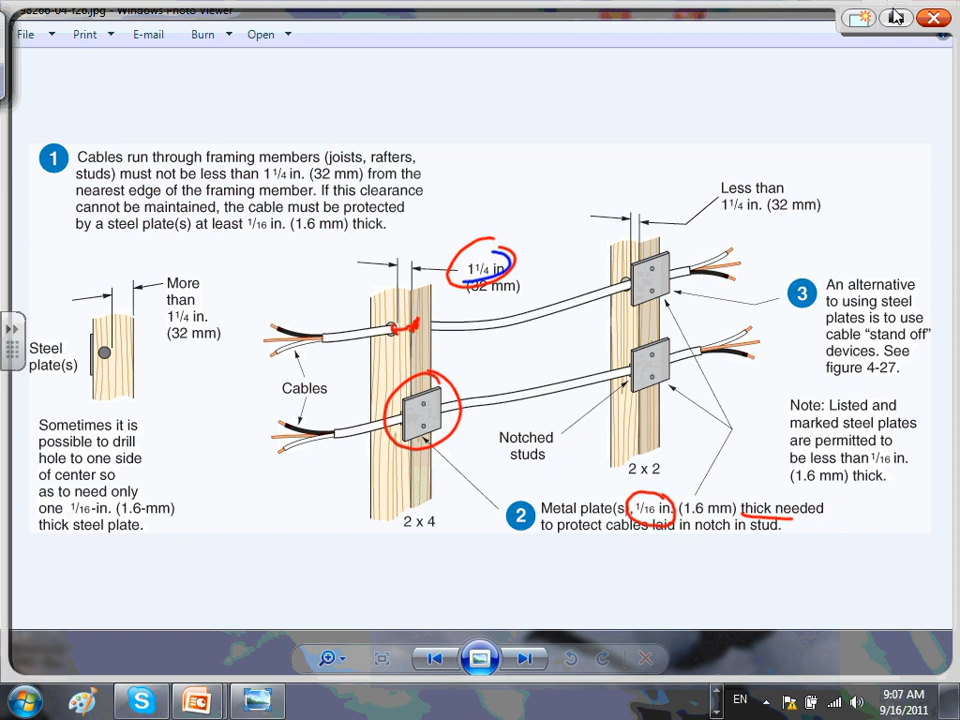 98266-04-f26.jpg - Windows Photo Viewer
File Print E-mail Burn Open
1 Cables run through framing members (joists, rafters,
studs) must not be less than 1 1/4 in. (32 mm) from the
nearest edge of the framing member. If this clearance
cannot be maintained, the cable must be protected
by a steel plate(s) at least 1/16 in. (1.6 mm) thick.
Less than
1 1/4 in. (32 mm)
1 1/4 in.
(32 mm)
More
than
1 1/4 in.
(32 mm)
Steel
plate(s)
Cables
3 An alternative
to using steel
plates is to use
cable “stand off”
devices. See
figure 4-27.
Note: Listed and
marked steel plates
are permitted to
be less than 1/16 in.
(1.6 mm) thick.
Sometimes it is
possible to drill
hole to one side
of center so
as to need only
one 1/16-in. (1.6-mm)
thick steel plate.
Notched
studs
2 x 2
2 x 4
2 Metal plate(s), 1/16 in. (1.6 mm) thick needed
to protect cables laid in notch in stud.
EN
9:07 AM
9/16/2011